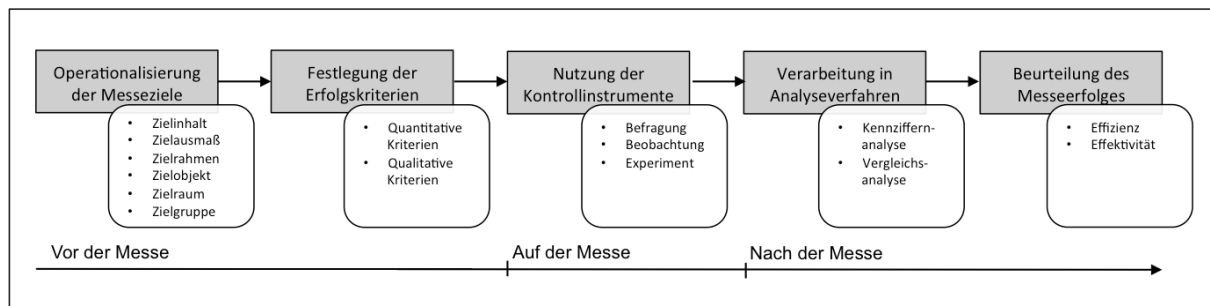 Operationalisierung
der Messeziele
• Zielinhalt
• Zielausmaß
• Zielrahmen
• Zielobjekt
• Zielraum
• Zielgruppe
Festlegung der
Erfolgskriterien
• Quantitative
Kriterien
• Qualitative
Kriterien
Nutzung der
Kontrollinstrumente
• Befragung
• Beobachtung
• Experiment
Verarbeitung in
Analyseverfahren
• Kennziffern-
analyse
• Vergleichs-
analyse
Beurteilung des
Messeerfolges
• Effizienz
• Effektivität
Vor der Messe
Auf der Messe
Nach der Messe